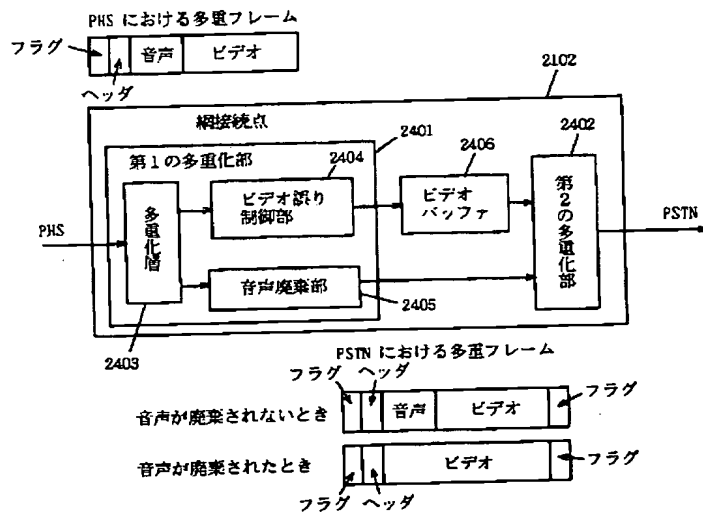 PHS における多重フレーム
フラグ
音声
ビデオ
ヘッダ
2102
網接続点
2401
2402
第1の多重化部
2404
2406
ビデオ誤り
制御部
ビデオ
バッファ
第2の多重化部
PSTN
PHS
多重化層
音声廃棄部
2405
2403
PSTN における多重フレーム
フラグ
ヘッダ
フラグ
音声が廃棄されないとき
音声
ビデオ
音声が廃棄されたとき
ビデオ
フラグ
フラグ
ヘッダ